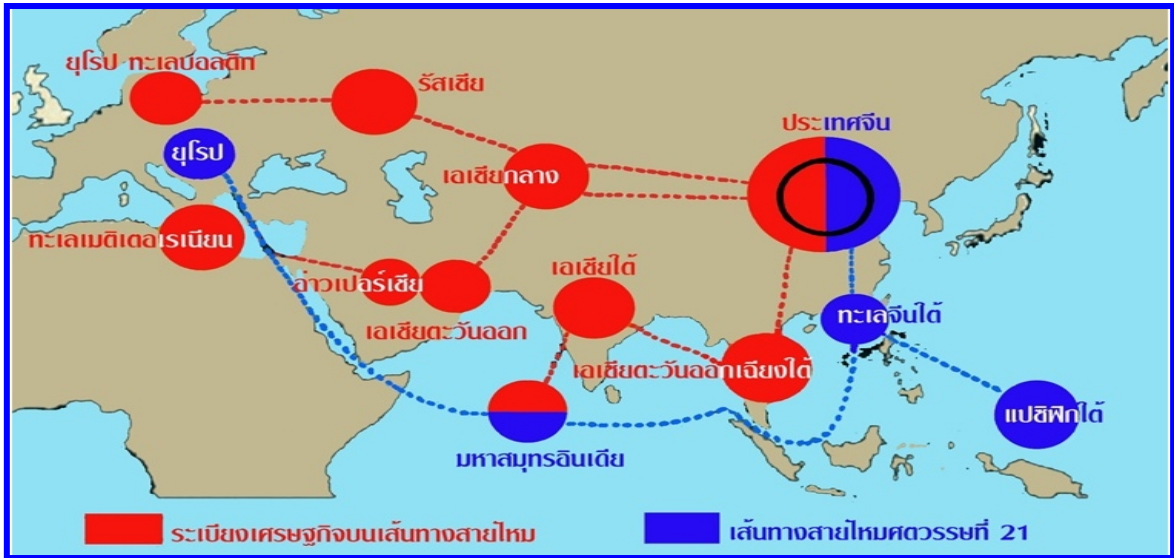 ยุโรป ทะเลบอลติก
รัสเซีย
ประเทศจีน
ยุโรป
เอเซียกลาง
ทะเลเมดิเตอเรเนียน
อ่าวเปอร์เซีย
เอเซียใต้
เอเซียตะวันออก
ทะเลจีนใต้
เอเซียตะวันออกเฉียงใต้
แปซิฟิกใต้
มหาสมุทรอินเดีย
ระเบียงเศรษฐกิจบนเส้นทางสายไหม
เส้นทางสายไหมศตวรรษที่ 21